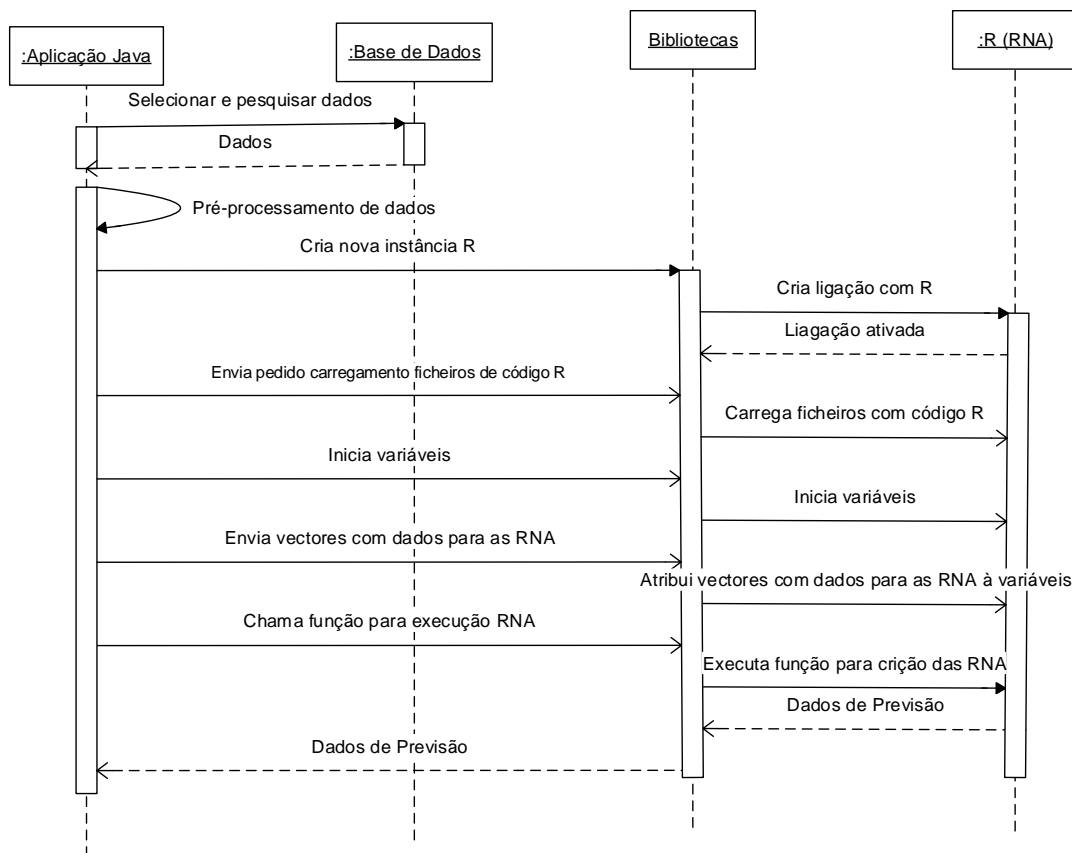 :Aplicação Java
:Base de Dados
Bibliotecas
:R (RNA)
Selecionar e pesquisar dados
Dados
Pré-processamento de dados
Cria nova instância R
Cria ligação com R
Liagação ativada
Envia pedido carregamento ficheiros de código R
Carrega ficheiros com código R
Inicia variáveis
Inicia variáveis
Envia vectores com dados para as RNA
Atribui vectores com dados para as RNA à variáveis
Chama função para execução RNA
Executa função para crição das RNA
Dados de Previsão
Dados de Previsão